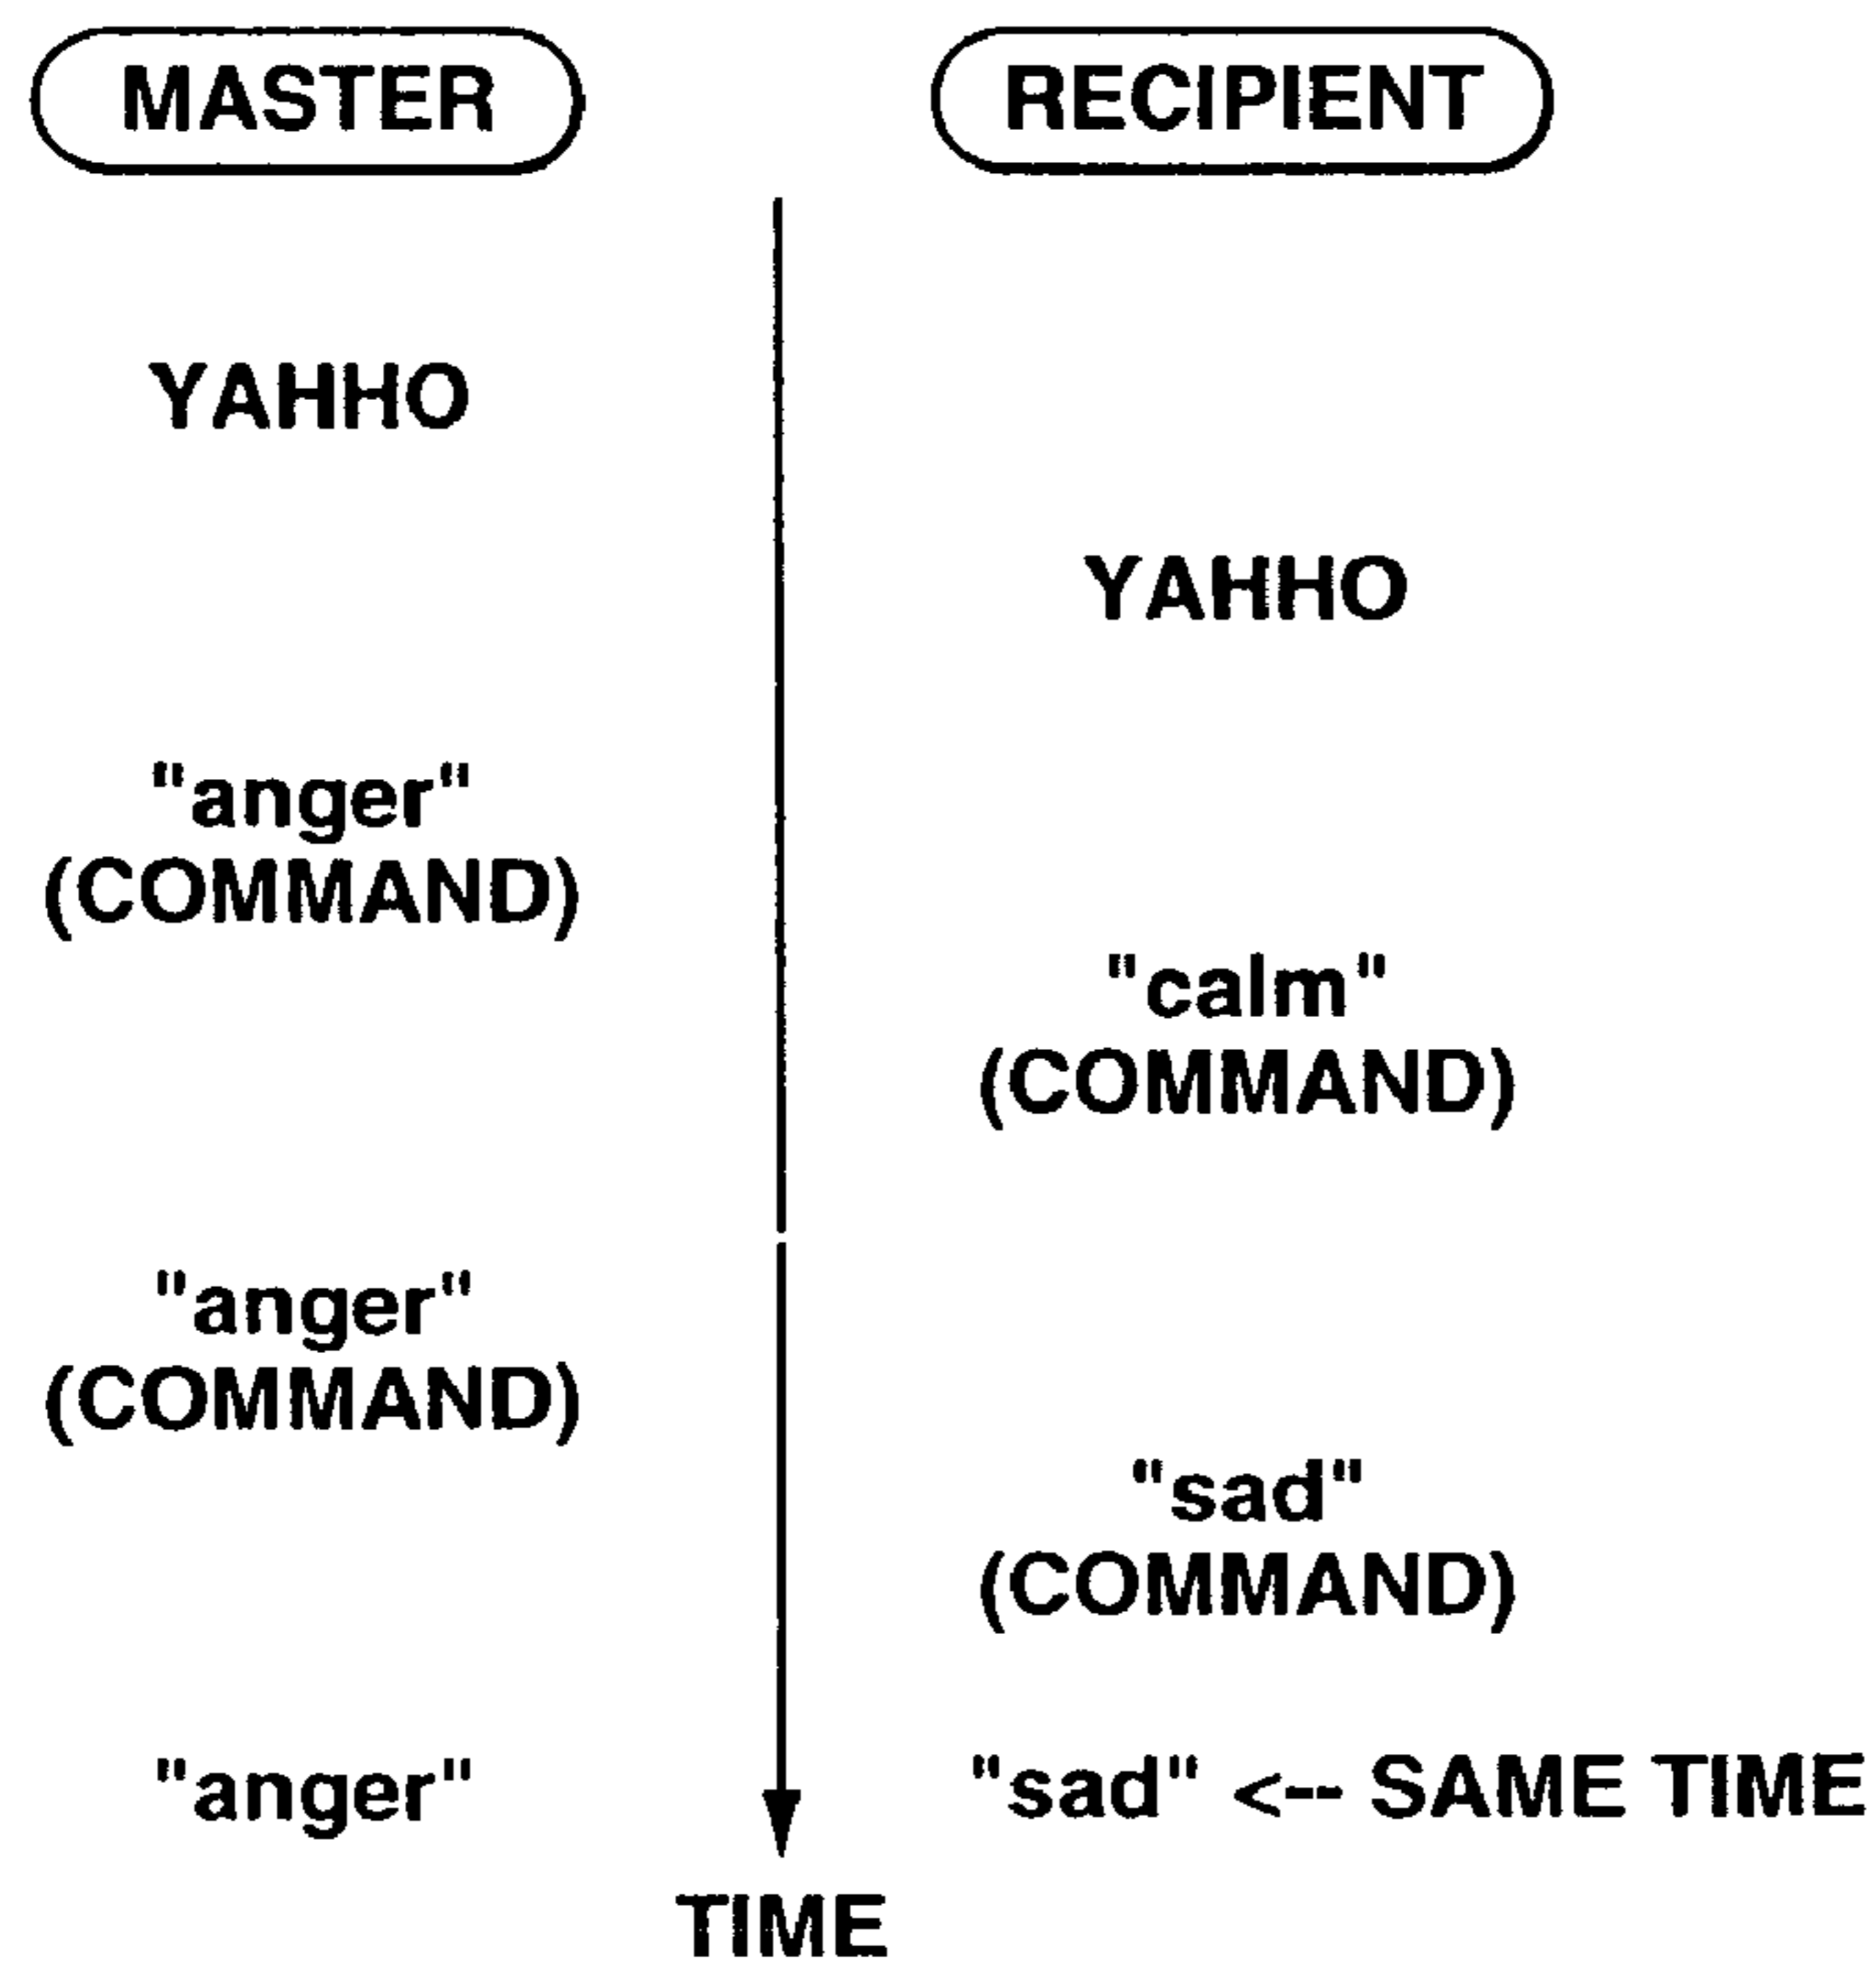 MASTER
RECIPIENT
YAHHO
YAHHO
"anger"
(COMMAND)
"calm"
(COMMAND)
"anger"
(COMMAND)
"sad"
(COMMAND)
"anger"
"sad" <-- SAME TIME
TIME